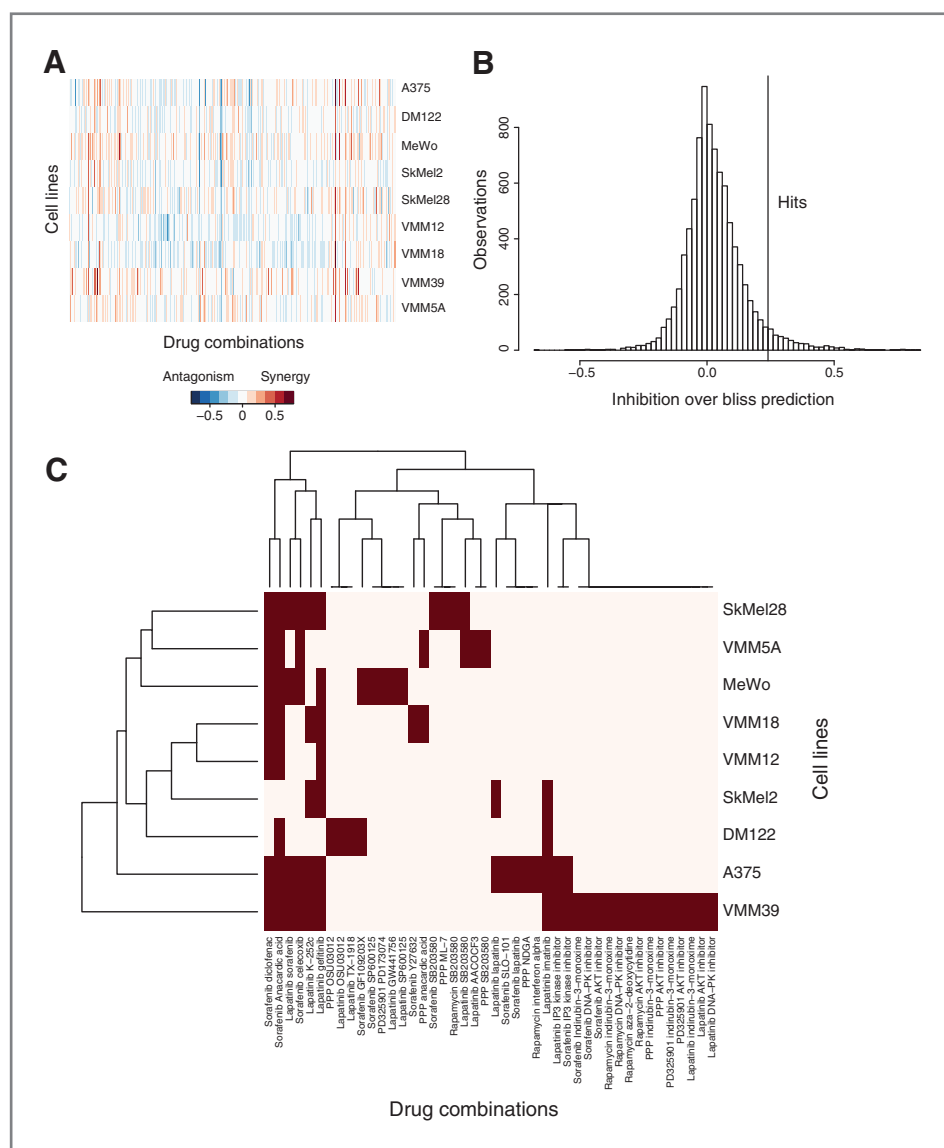 A
A375
DM122
MeWo
SkMel2
SkMel28
VMM12
VMM18
VMM39
VMM5A
Cell lines
Drug combinations
Antagonism Synergy
−0.5 0 0.5
B
Observations
0 200 400 600 800
Hits
−0.5 0.0 0.5
Inhibition over bliss prediction
C
SkMel28
VMM5A
MeWo
VMM18
VMM12
SkMel2
DM122
A375
VMM39
Cell lines
Sorafenib diclofenac
Sorafenib Anacardic acid
Lapatinib sorafenib
Sorafenib celecoxib
Lapatinib K−252c
Lapatinib gefitinib
PPP OSU03012
Lapatinib OSU03012
Lapatinib TX−1918
Sorafenib GF109203X
Sorafenib SP600125
PD325901 PD173074
Lapatinib GW441756
Lapatinib SP600125
Sorafenib Y27632
PPP anacardic acid
Sorafenib SB203580
PPP ML−7
Rapamycin SB203580
Lapatinib SB203580
Lapatinib AACOCF3
PPP SB203580
Lapatinib lapatinib
Sorafenib SLO−101
Sorafenib lapatinib
PPP NDGA
Rapamycin interferon alpha
Lapatinib imatinib
Lapatinib IP3 kinase inhibitor
Sorafenib IP3 kinase inhibitor
Sorafenib Indirubin−3−monoxime
Sorafenib DNA−PK inhibitor
Sorafenib AKT inhibitor
Rapamycin indirubin−3−monoxime
Rapamycin DNA−PK inhibitor
Rapamycin aza−2−deoxycyfidine
Rapamycin AKT inhibitor
PPP indirubin−3−monoxime
PPP AKT inhibitor
PD325901 indirubin−3−monoxime
PD325901 AKT inhibitor
Lapatinib indirubin−3−monoxime
Lapatinib AKT inhibitor
Lapatinib DNA−PK inhibitor
Drug combinations